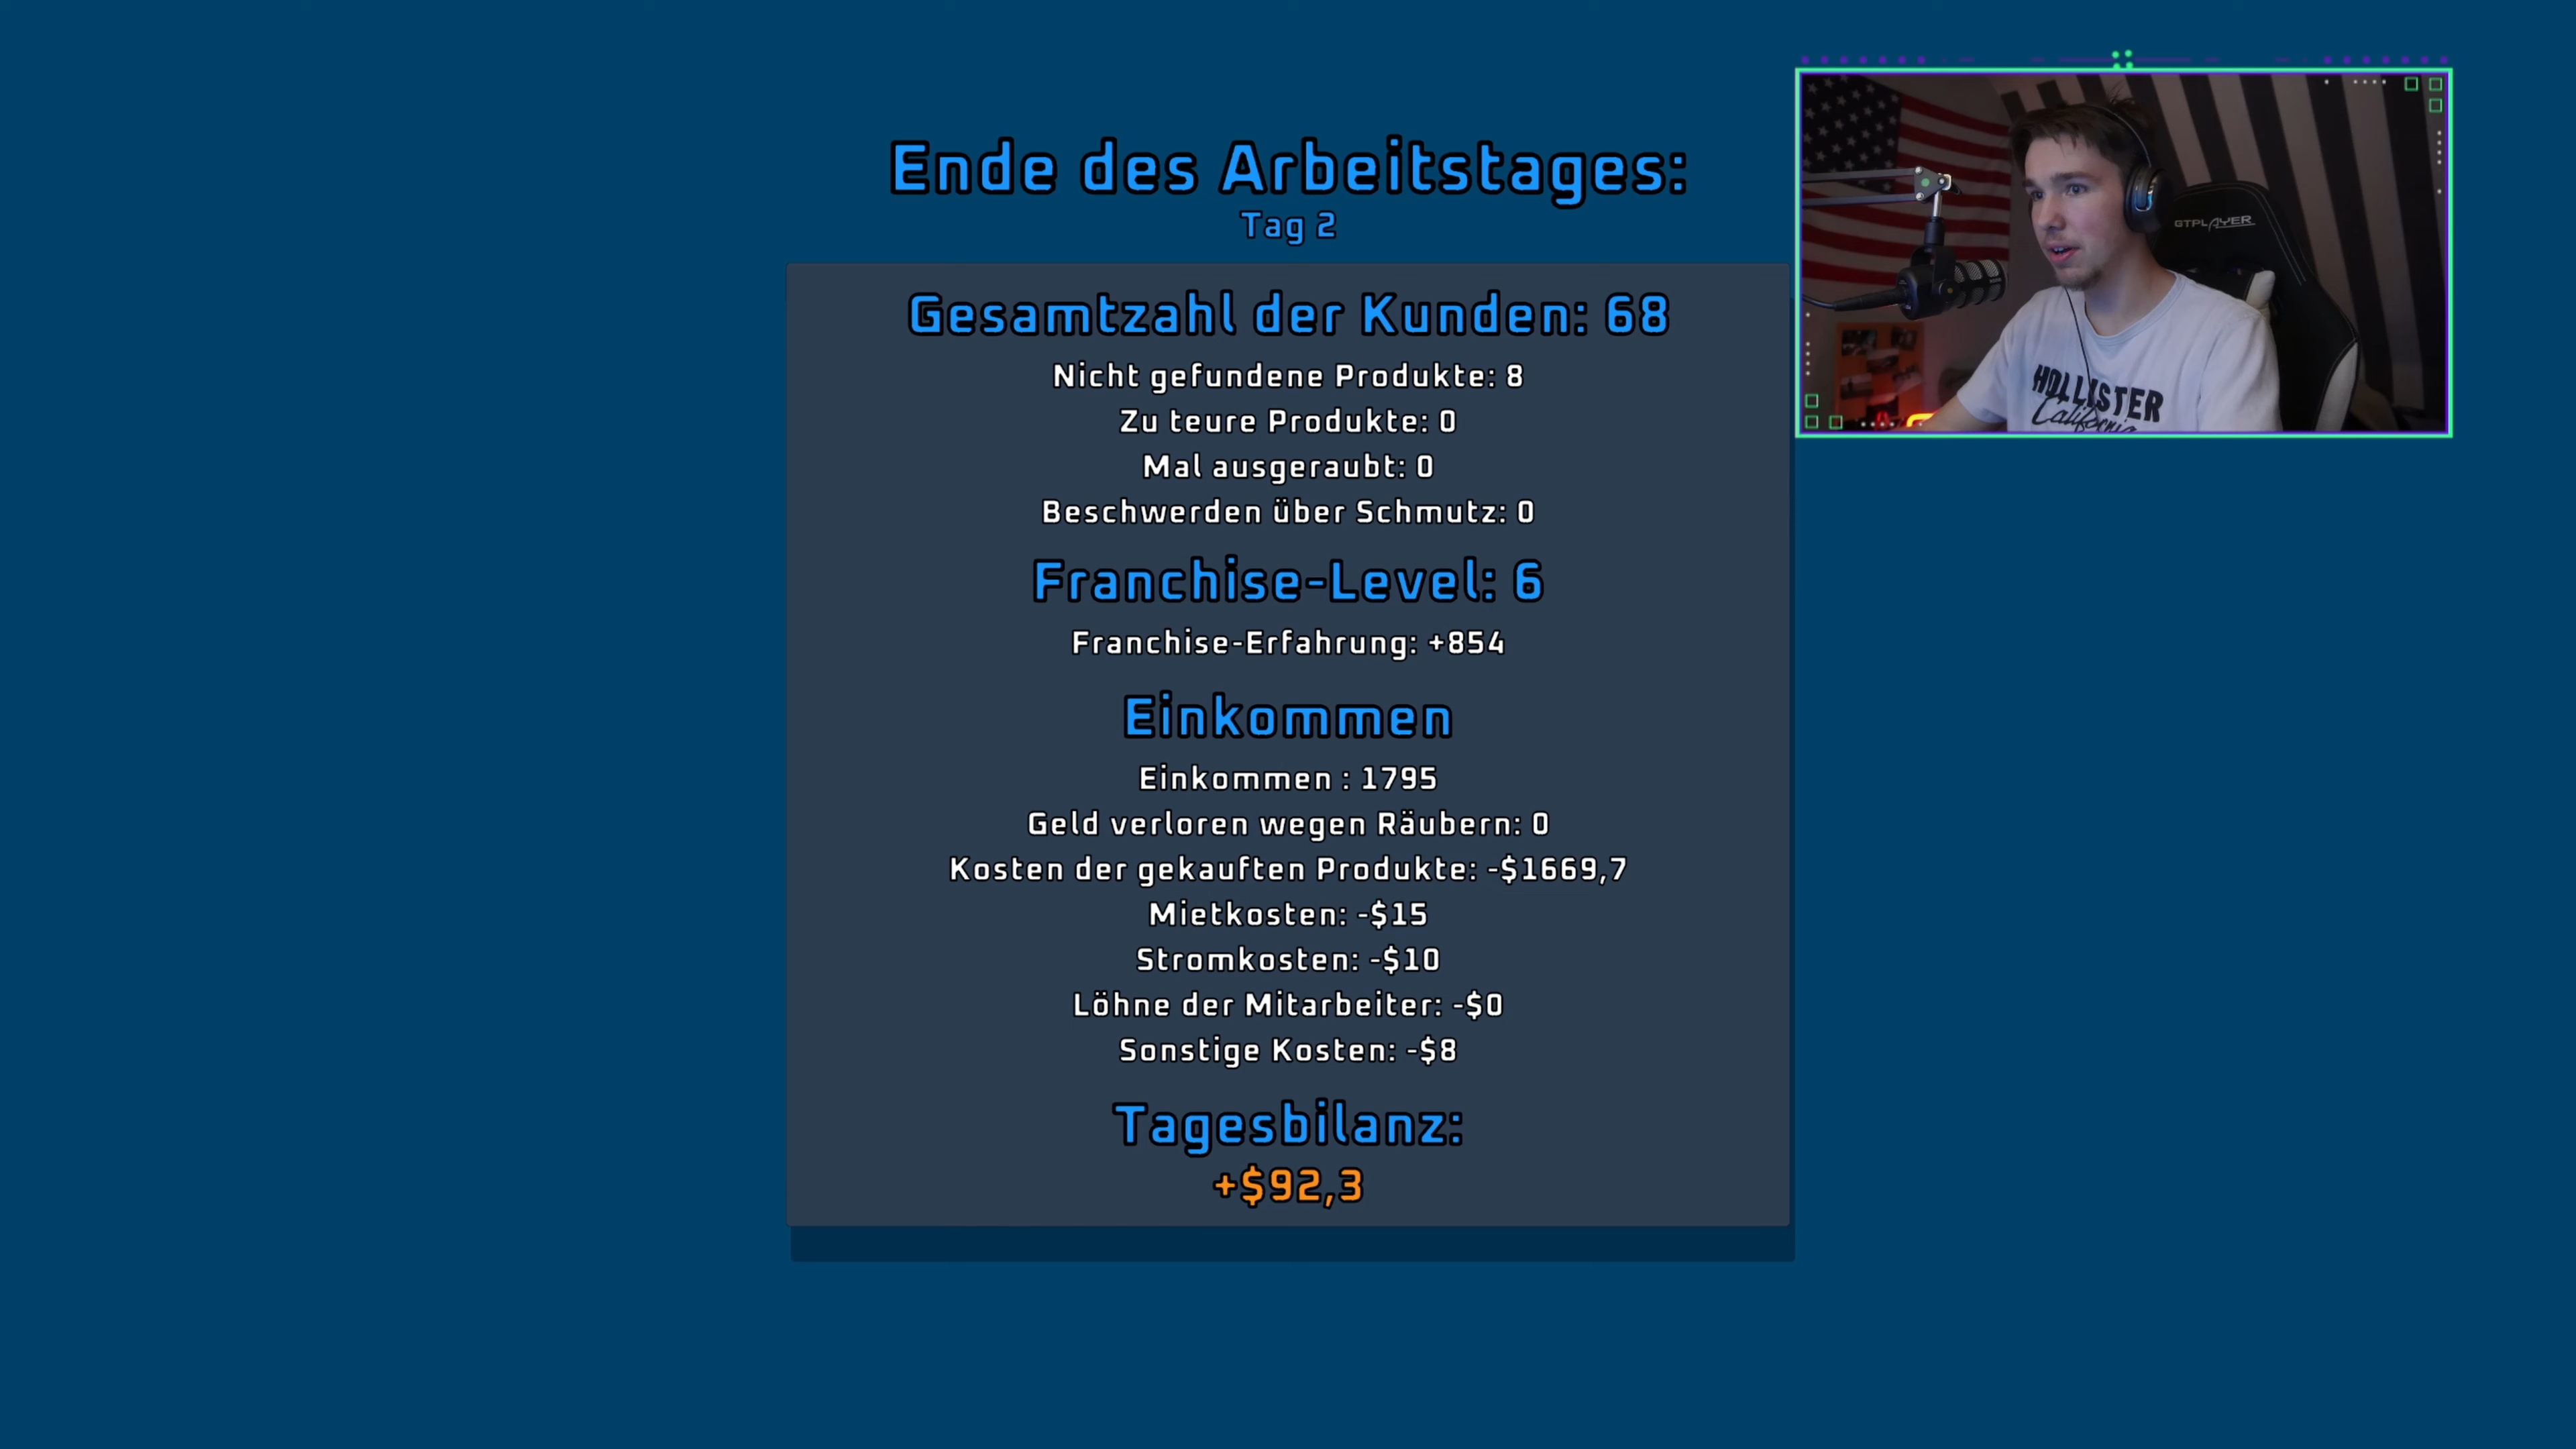 Ende des Arbeitstages:
Tag 2
Gesamtzahl der Kunden: 68
Nicht gefundene Produkte: 8
Zu teure Produkte: 0
Mal ausgeraubt: 0
Beschwerden über Schmutz: 0
Franchise-Level: 6
Franchise-Erfahrung: +854
Einkommen
Einkommen : 1795
Geld verloren wegen Räubern: 0
Kosten der gekauften Produkte: -$1669,7
Mietkosten: -$15
Stromkosten: -$10
Löhne der Mitarbeiter: -$0
Sonstige Kosten: -$8
Tagesbilanz:
+$92,3
GTPLAYER
HOLLISTER
California